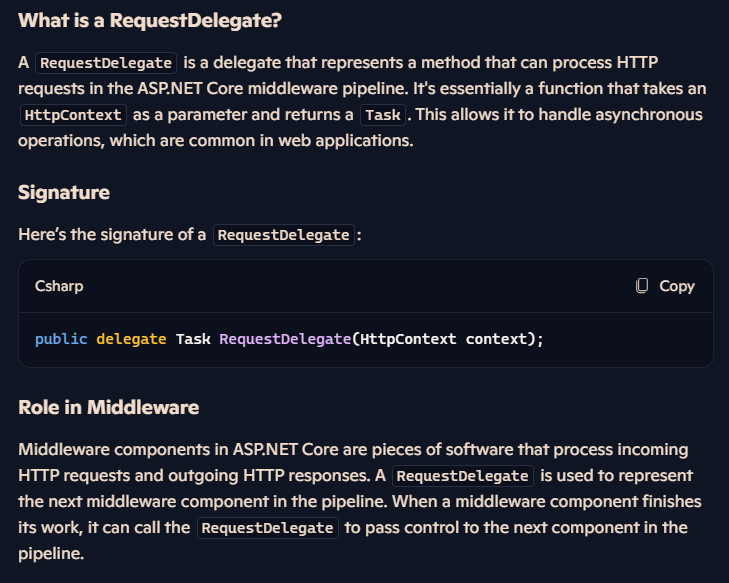 What is a RequestDelegate?
A RequestDelegate is a delegate that represents a method that can process HTTP
requests in the ASP.NET Core middleware pipeline. It's essentially a function that takes an
HttpContext as a parameter and returns a Task. This allows it to handle asynchronous
operations, which are common in web applications.
Signature
Here's the signature of a RequestDelegate:
Csharp
Copy
public delegate Task RequestDelegate(HttpContext context);
Role in Middleware
Middleware components in ASP.NET Core are pieces of software that process incoming
HTTP requests and outgoing HTTP responses. A RequestDelegate is used to represent
the next middleware component in the pipeline. When a middleware component finishes
its work, it can call the RequestDelegate to pass control to the next component in the
pipeline.